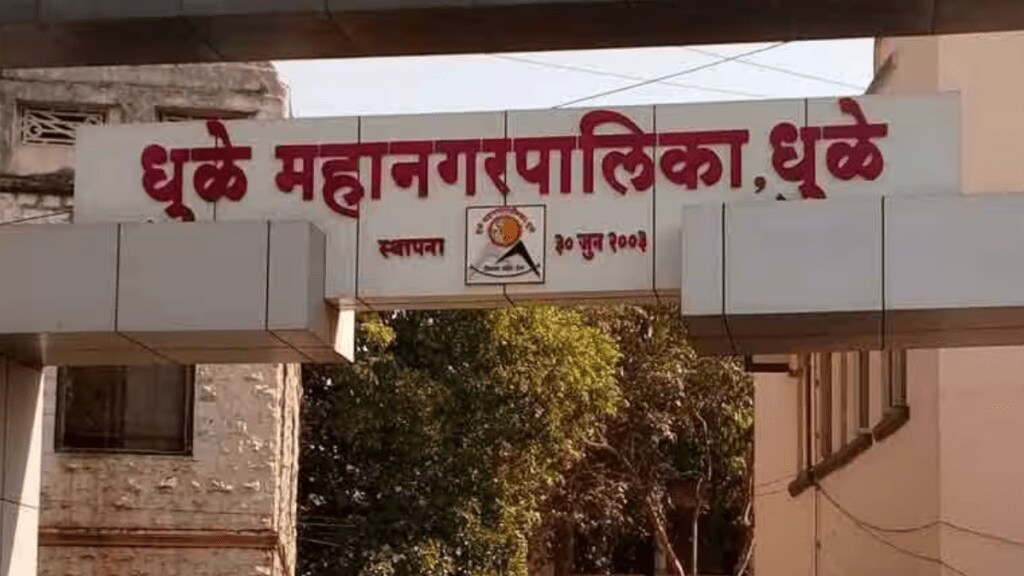 धुळे महानगरपालिका, धुळे
स्थापना ३० जुन २००३